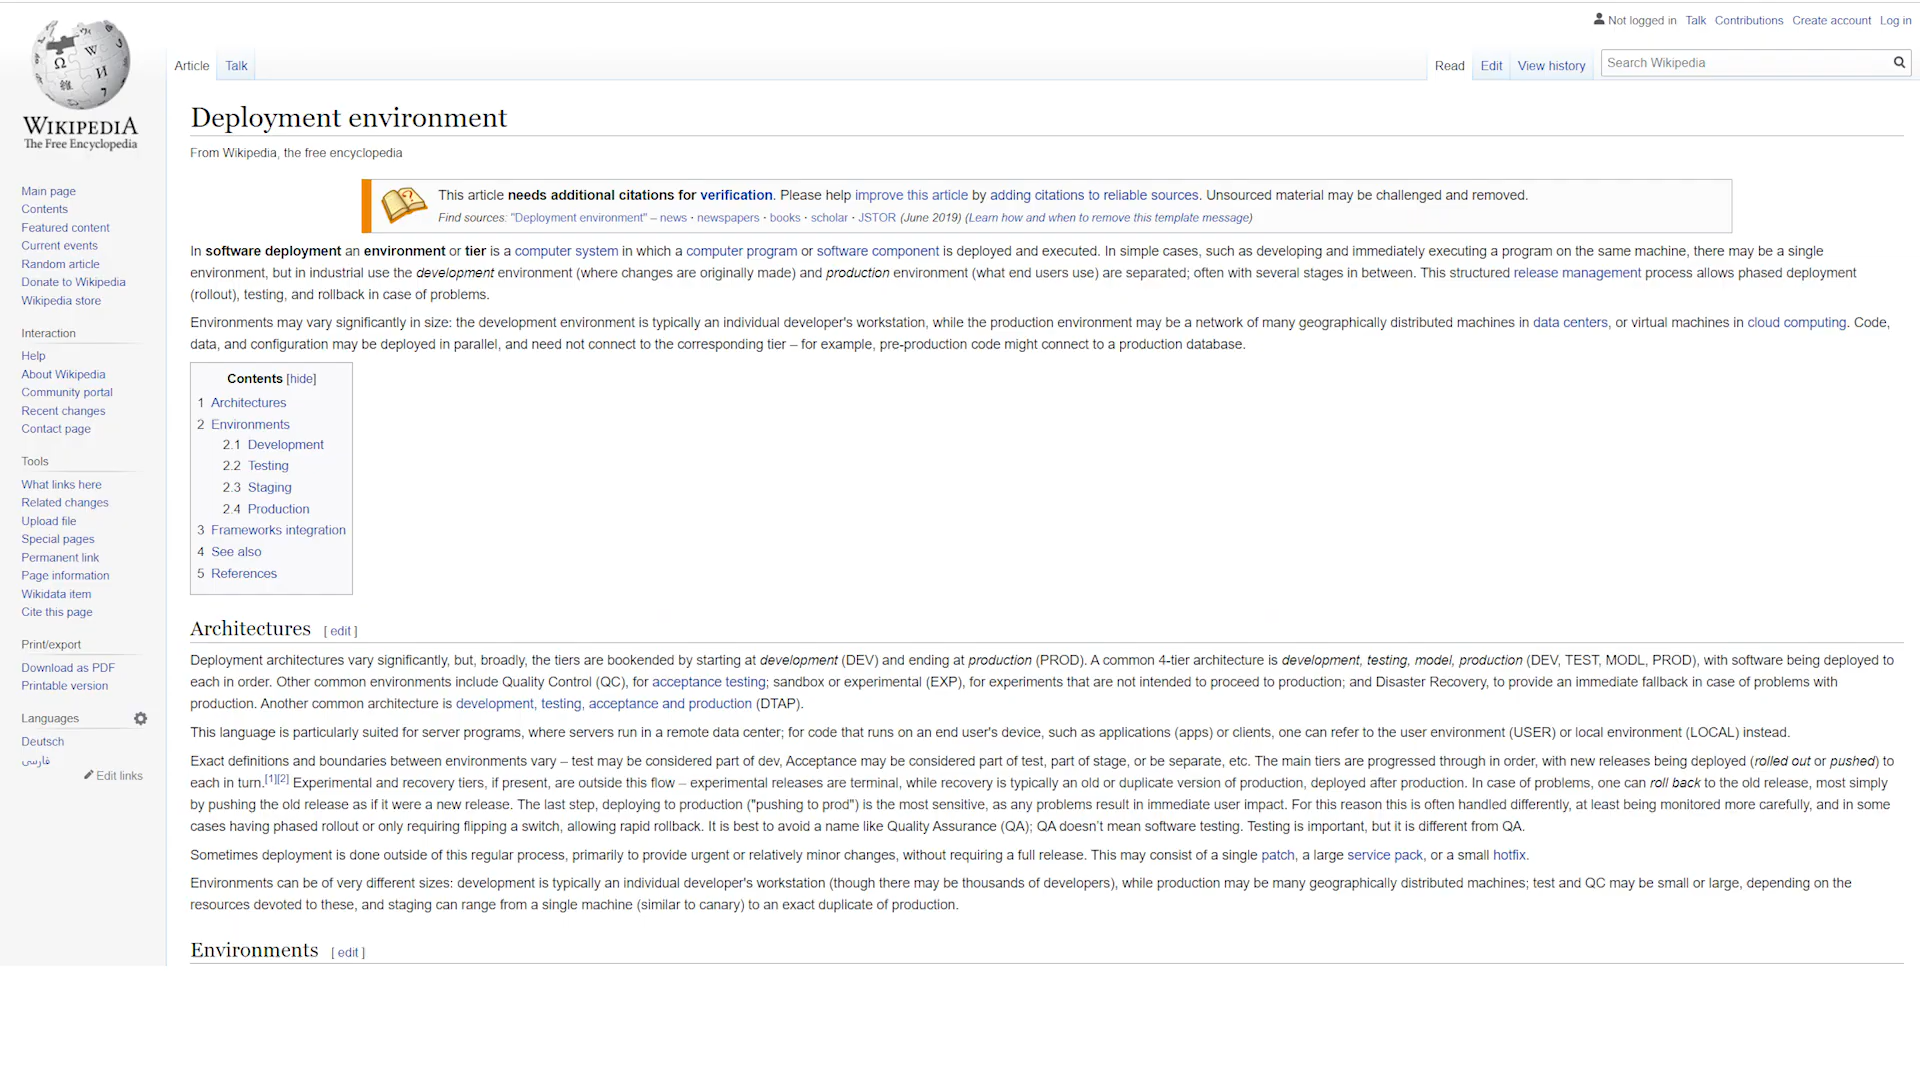 Not logged in Talk Contributions Create account Log in
Article Talk
Read Edit View history
Search Wikipedia
WIKIPEDIA
The Free Encyclopedia
Main page
Contents
Featured content
Current events
Random article
Donate to Wikipedia
Wikipedia store
Interaction
Help
About Wikipedia
Community portal
Recent changes
Contact page
Tools
What links here
Related changes
Upload file
Special pages
Permanent link
Page information
Wikidata item
Cite this page
Print/export
Download as PDF
Printable version
Languages
Deutsch
فارسی
Edit links
Deployment environment
From Wikipedia, the free encyclopedia
This article needs additional citations for verification. Please help improve this article by adding citations to reliable sources. Unsourced material may be challenged and removed.
Find sources: "Deployment environment" – news · newspapers · books · scholar · JSTOR (June 2019) (Learn how and when to remove this template message)
In software deployment an environment or tier is a computer system in which a computer program or software component is deployed and executed. In simple cases, such as developing and immediately executing a program on the same machine, there may be a single
environment, but in industrial use the development environment (where changes are originally made) and production environment (what end users use) are separated; often with several stages in between. This structured release management process allows phased deployment
(rollout), testing, and rollback in case of problems.
Environments may vary significantly in size: the development environment is typically an individual developer's workstation, while the production environment may be a network of many geographically distributed machines in data centers, or virtual machines in cloud computing. Code,
data, and configuration may be deployed in parallel, and need not connect to the corresponding tier – for example, pre-production code might connect to a production database.
Contents [hide]
1 Architectures
2 Environments
2.1 Development
2.2 Testing
2.3 Staging
2.4 Production
3 Frameworks integration
4 See also
5 References
Architectures [ edit ]
Deployment architectures vary significantly, but, broadly, the tiers are bookended by starting at development (DEV) and ending at production (PROD). A common 4-tier architecture is development, testing, model, production (DEV, TEST, MODL, PROD), with software being deployed to
each in order. Other common environments include Quality Control (QC), for acceptance testing; sandbox or experimental (EXP), for experiments that are not intended to proceed to production; and Disaster Recovery, to provide an immediate fallback in case of problems with
production. Another common architecture is development, testing, acceptance and production (DTAP).
This language is particularly suited for server programs, where servers run in a remote data center; for code that runs on an end user's device, such as applications (apps) or clients, one can refer to the user environment (USER) or local environment (LOCAL) instead.
Exact definitions and boundaries between environments vary – test may be considered part of dev, Acceptance may be considered part of test, part of stage, or be separate, etc. The main tiers are progressed through in order, with new releases being deployed (rolled out or pushed) to
each in turn.[1][2] Experimental and recovery tiers, if present, are outside this flow – experimental releases are terminal, while recovery is typically an old or duplicate version of production, deployed after production. In case of problems, one can roll back to the old release, most simply
by pushing the old release as if it were a new release. The last step, deploying to production ("pushing to prod") is the most sensitive, as any problems result in immediate user impact. For this reason this is often handled differently, at least being monitored more carefully, and in some
cases having phased rollout or only requiring flipping a switch, allowing rapid rollback. It is best to avoid a name like Quality Assurance (QA); QA doesn't mean software testing. Testing is important, but it is different from QA.
Sometimes deployment is done outside of this regular process, primarily to provide urgent or relatively minor changes, without requiring a full release. This may consist of a single patch, a large service pack, or a small hotfix.
Environments can be of very different sizes: development is typically an individual developer's workstation (though there may be thousands of developers), while production may be many geographically distributed machines; test and QC may be small or large, depending on the
resources devoted to these, and staging can range from a single machine (similar to canary) to an exact duplicate of production.
Environments [ edit ]